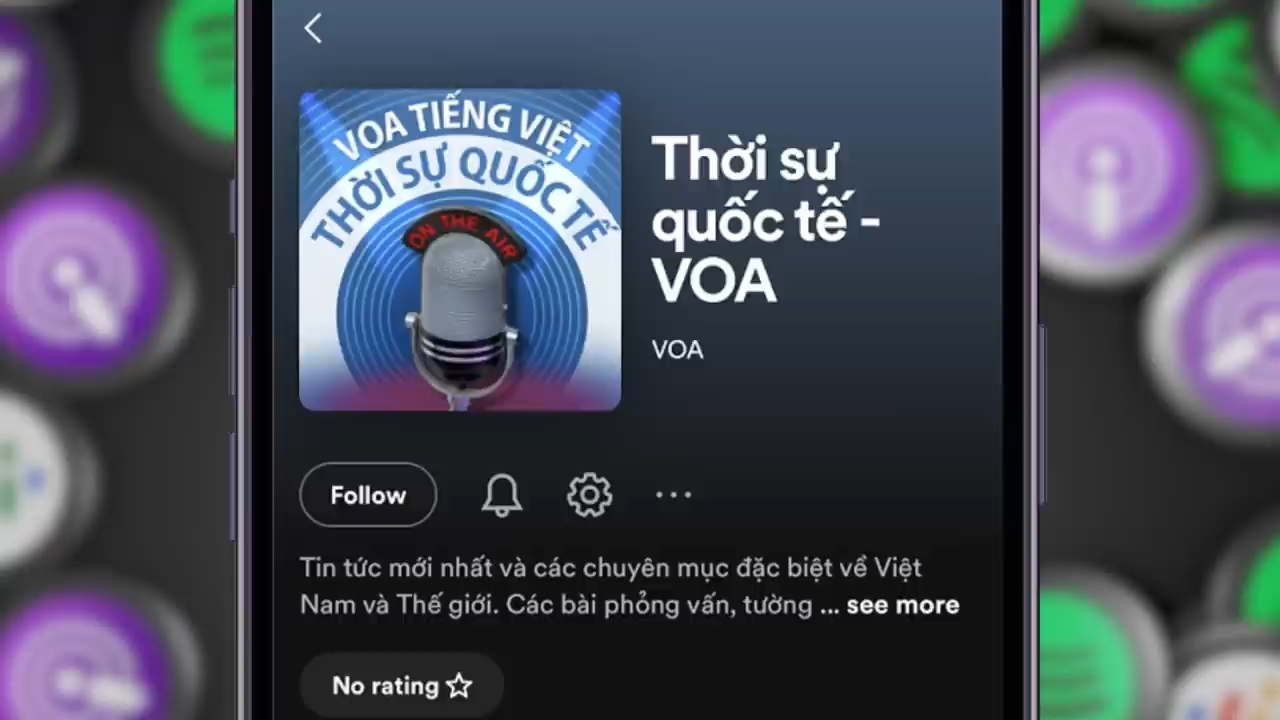 VOA TIẾNG VIỆT
THỜI SỰ QUỐC TẾ
ON THE AIR
Thời sự
quốc tế -
VOA
VOA
Follow
Tin tức mới nhất và các chuyên mục đặc biệt về Việt
Nam và Thế giới. Các bài phỏng vấn, tường ... see more
No rating